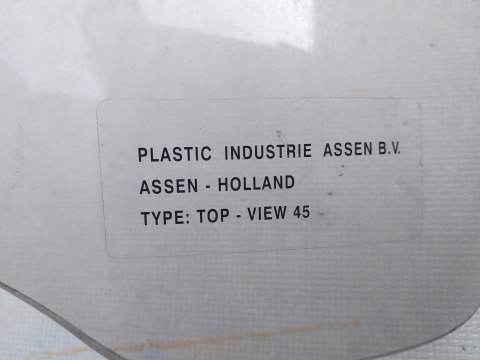 PLASTIC INDUSTRIE ASSEN B.V.
ASSEN - HOLLAND
TYPE: TOP - VIEW 45